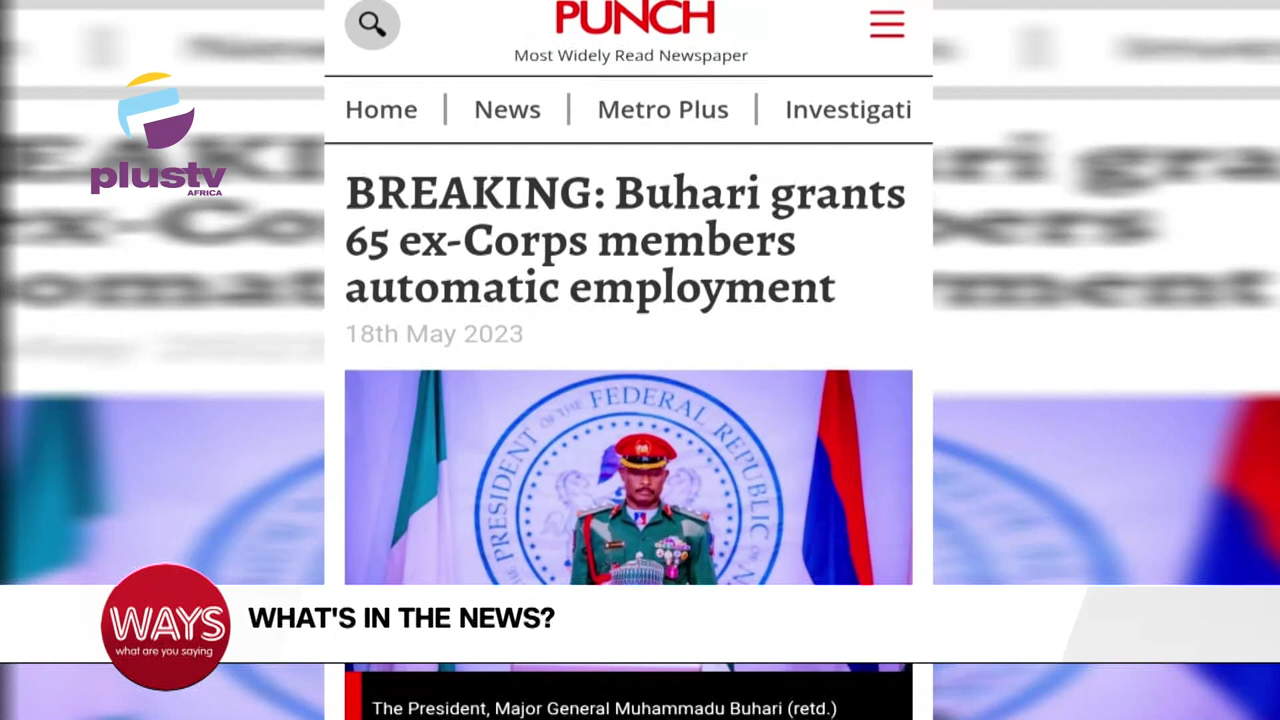 PUNCH
Most Widely Read Newspaper
Home | News | Metro Plus | Investigati
plustv
AFRICA
BREAKING: Buhari grants
65 ex-Corps members
automatic employment
18th May 2023
PRESIDENT OF THE FEDERAL REPUBLIC
WAYS
what are you saying
WHAT'S IN THE NEWS?
The President, Major General Muhammadu Buhari (retd.)